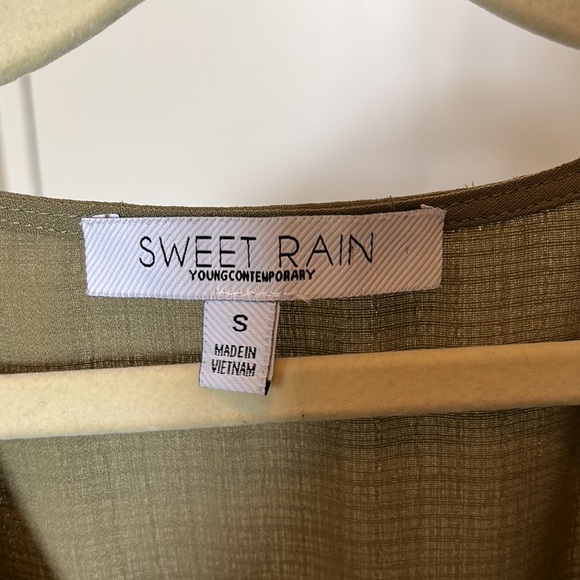 SWEET RAIN
YOUNGCONTEMPORARY
S
MADE IN
VIETNAM